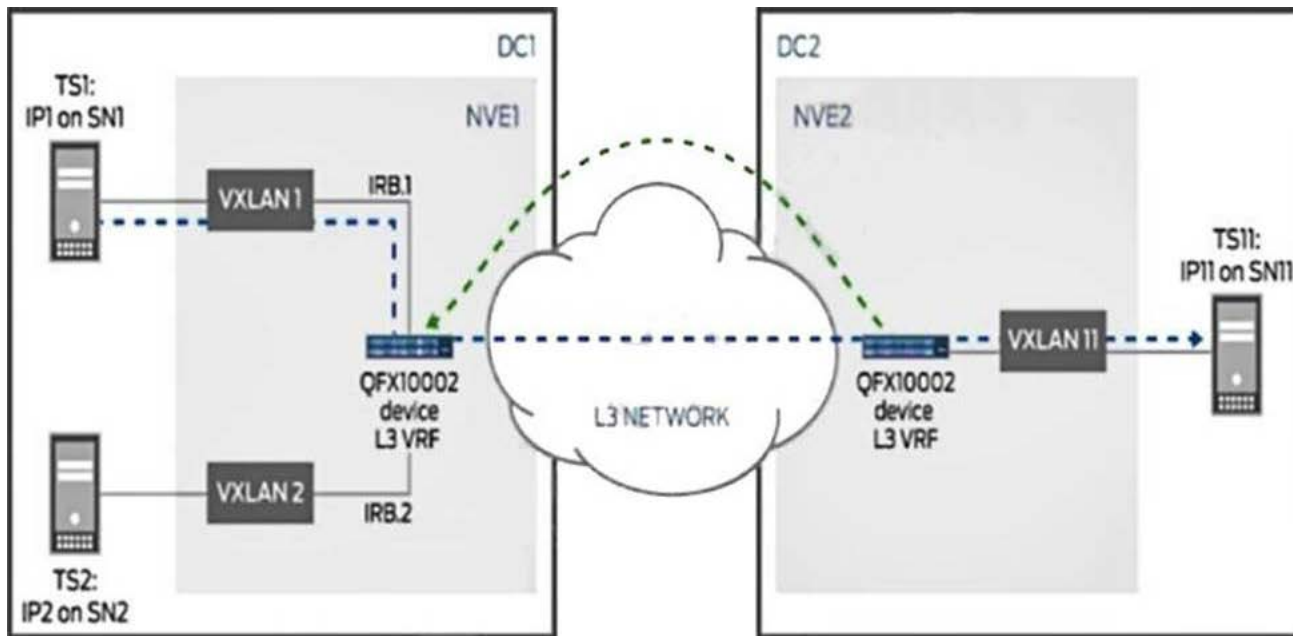 DC1
NVE1
TS1:
IP1 on SN1
VXLAN 1
IRB.1
QFX10002
device
L3 VRF
VXLAN 2
IRB.2
TS2:
IP2 on SN2
L3 NETWORK
DC2
NVE2
QFX10002
device
L3 VRF
VXLAN 11
TS11:
IP11 on SN11